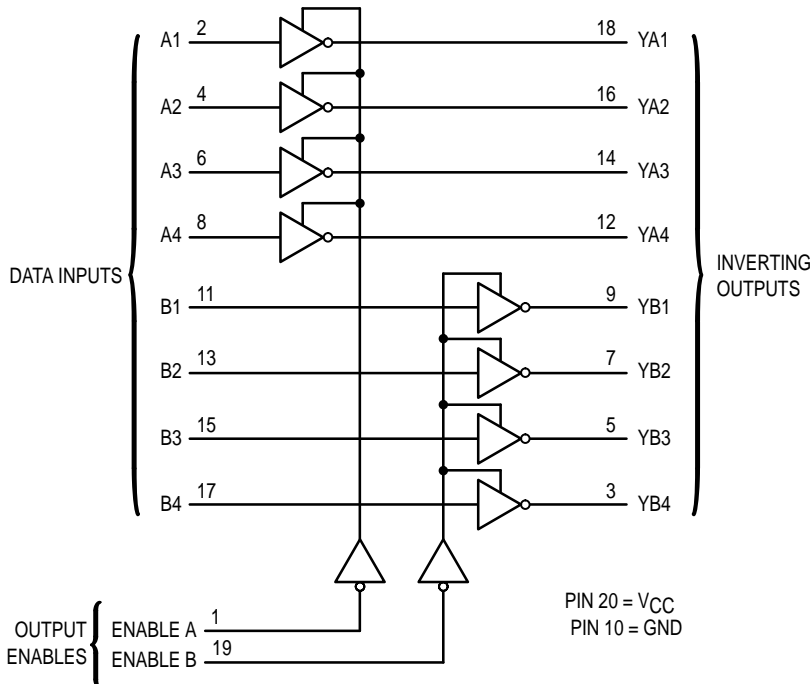 A1 2 18 YA1
A2 4 16 YA2
A3 6 14 YA3
A4 8 12 YA4
DATA INPUTS
INVERTING
OUTPUTS
B1 11 9 YB1
B2 13 7 YB2
B3 15 5 YB3
B4 17 3 YB4
OUTPUT
ENABLES
ENABLE A 1
ENABLE B 19
PIN 20 = VCC
PIN 10 = GND